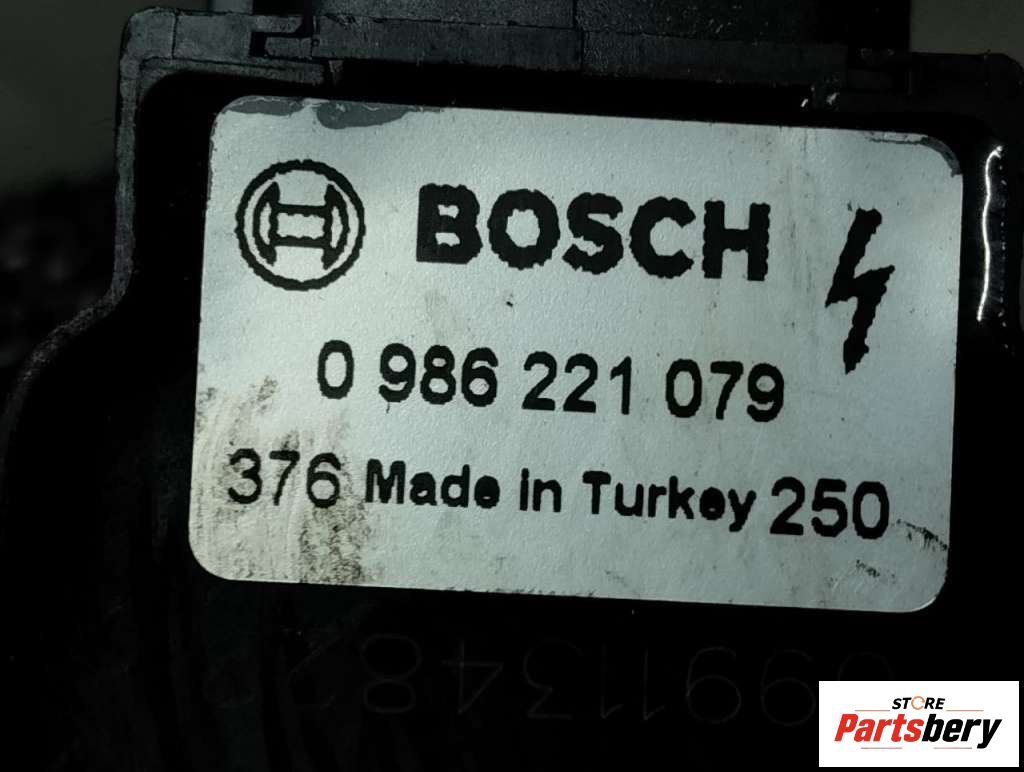 BOSCH
0 986 221 079
376 Made in Turkey 250
STORE
Partsbery